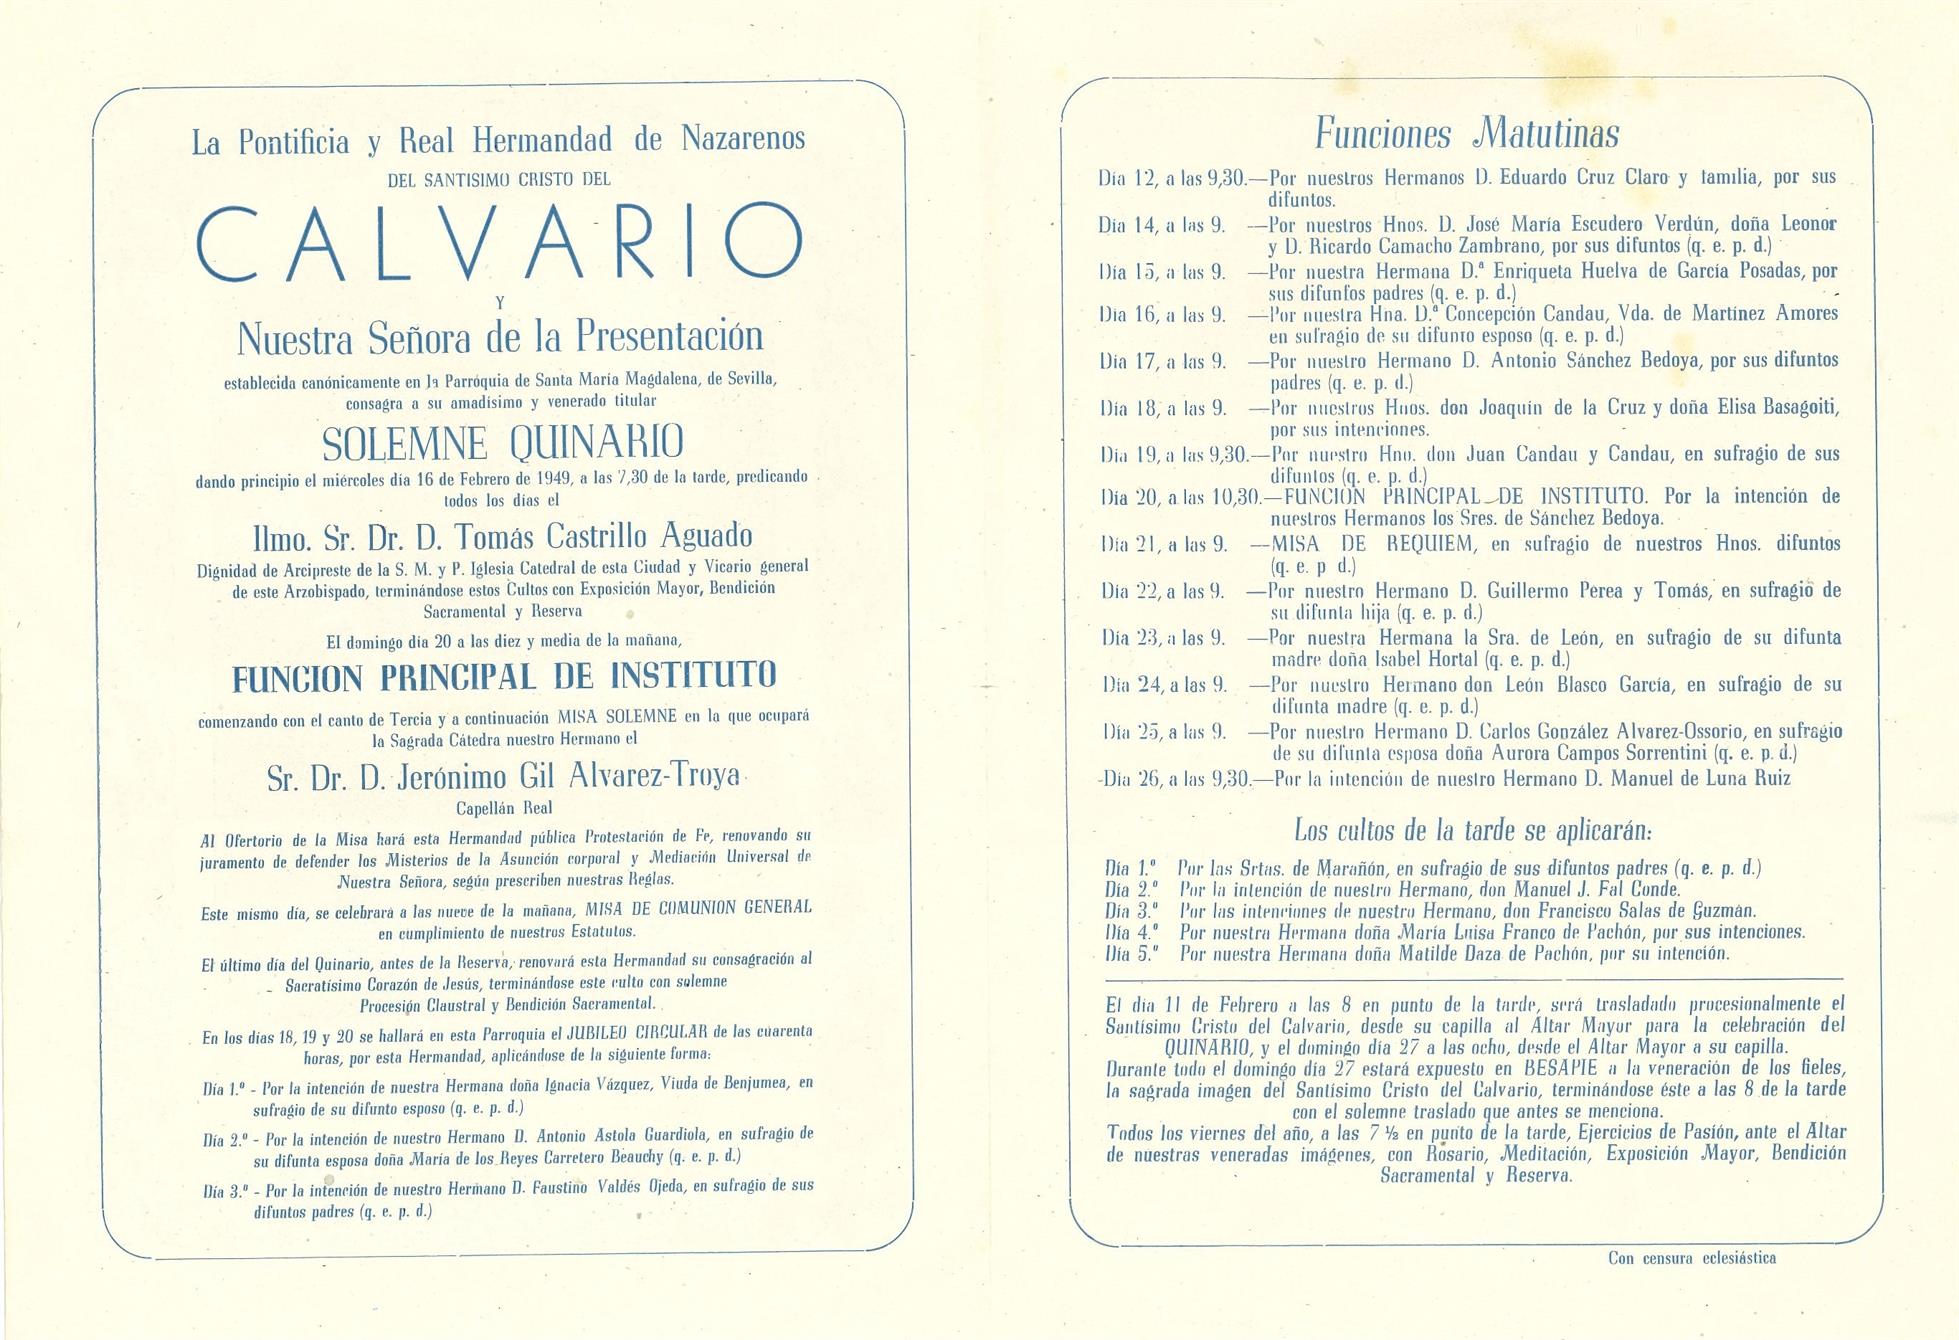 La Pontificia y Real Hermandad de Nazarenos
DEL SANTISIMO CRISTO DEL
CALVARIO
Y
Nuestra Señora de la Presentación
establecida canónicamente en la Parróquia de Santa María Magdalena, de Sevilla,
consagra a su amadísimo y venerado titular
SOLEMNE QUINARIO
dando principio el miércoles día 16 de Febrero de 1949, a las 7,30 de la tarde, predicando
todos los días el
Ilmo. Sr. Dr. D. Tomás Castrillo Aguado
Dignidad de Arcipreste de la S. M. y P. Iglesia Catedral de esta Ciudad y Vicario general
de este Arzobispado, terminándose estos Cultos con Exposición Mayor, Bendición
Sacramental y Reserva
El domingo día 20 a las diez y media de la mañana,
FUNCION PRINCIPAL DE INSTITUTO
comenzando con el canto de Tercia y a continuación MISA SOLEMNE en la que ocupará
la Sagrada Cátedra nuestro Hermano el
Sr. Dr. D. Jerónimo Gil Alvarez-Troya
Capellán Real
Al Ofertorio de la Misa hará esta Hermandad pública Protestación de Fe, renovando su
juramento de defender los Misterios de la Asunción corporal y Mediación Universal de
Nuestra Señora, según prescriben nuestras Reglas.
Este mismo día, se celebrará a las nueve de la mañana, MISA DE COMUNION GENERAL
en cumplimiento de nuestros Estatutos.
El último día del Quinario, antes de la Reserva, renovará esta Hermandad su consagración al
Sacratísimo Corazón de Jesús, terminándose este culto con solemne
Procesión Claustral y Bendición Sacramental.
En los días 18, 19 y 20 se hallará en esta Parroquia el JUBILEO CIRCULAR de las cuarenta
horas, por esta Hermandad, aplicándose de la siguiente forma:
Día 1.º - Por la intención de nuestra Hermana doña Ignacia Vázquez, Viuda de Benjumea, en
sufragio de su difunto esposo (q. e. p. d.)
Día 2.º - Por la intención de nuestro Hermano D. Antonio Astola Guardiola, en sufragio de
su difunta esposa doña María de los Reyes Carretero Beauchy (q. e. p. d.)
Día 3.º - Por la intención de nuestro Hermano D. Faustino Valdés Ojeda, en sufragio de sus
difuntos padres (q. e. p. d.)
Funciones Matutinas
Día 12, a las 9,30.—Por nuestros Hermanos D. Eduardo Cruz Claro y familia, por sus
difuntos.
Día 14, a las 9. —Por nuestros Hnos. D. José María Escudero Verdún, doña Leonor
y D. Ricardo Camacho Zambrano, por sus difuntos (q. e. p. d.)
Día 15, a las 9. —Por nuestra Hermana D.ª Enriqueta Huelva de García Posadas, por
sus difuntos padres (q. e. p. d.)
Día 16, a las 9. —Por nuestra Hna. D.ª Concepción Candau, Vda. de Martínez Amores
en sufragio de su difunto esposo (q. e. p. d.)
Día 17, a las 9. —Por nuestro Hermano D. Antonio Sánchez Bedoya, por sus difuntos
padres (q. e. p. d.)
Día 18, a las 9. —Por nuestros Hnos. don Joaquín de la Cruz y doña Elisa Basagoiti,
por sus intenciones.
Día 19, a las 9,30.—Por nuestro Hno. don Juan Candau y Candau, en sufragio de sus
difuntos (q. e. p. d.)
Día 20, a las 10,30.—FUNCION PRINCIPAL DE INSTITUTO. Por la intención de
nuestros Hermanos los Sres. de Sánchez Bedoya.
Día 21, a las 9. —MISA DE REQUIEM, en sufragio de nuestros Hnos. difuntos
(q. e. p d.)
Día 22, a las 9. —Por nuestro Hermano D. Guillermo Perea y Tomás, en sufragio de
su difunta hija (q. e. p. d.)
Día 23, a las 9. —Por nuestra Hermana la Sra. de León, en sufragio de su difunta
madre doña Isabel Hortal (q. e. p. d.)
Día 24, a las 9. —Por nuestro Hermano don León Blasco García, en sufragio de su
difunta madre (q. e. p. d.)
Día 25, a las 9. —Por nuestro Hermano D. Carlos González Alvarez-Ossorio, en sufragio
de su difunta esposa doña Aurora Campos Sorrentini (q. e. p. d.)
Día 26, a las 9,30.—Por la intención de nuestro Hermano D. Manuel de Luna Ruiz
Los cultos de la tarde se aplicarán:
Día 1.º Por las Srtas. de Marañón, en sufragio de sus difuntos padres (q. e. p. d.)
Día 2.º Por la intención de nuestro Hermano, don Manuel J. Fal Conde.
Día 3.º Por las intenciones de nuestro Hermano, don Francisco Salas de Guzmán.
Día 4.º Por nuestra Hermana doña María Luisa Franco de Pachón, por sus intenciones.
Día 5.º Por nuestra Hermana doña Matilde Daza de Pachón, por su intención.
El día 11 de Febrero a las 8 en punto de la tarde, será trasladado procesionalmente el
Santísimo Cristo del Calvario, desde su capilla al Altar Mayor para la celebración del
QUINARIO, y el domingo día 27 a las ocho, desde el Altar Mayor a su capilla.
Durante todo el domingo día 27 estará expuesto en BESAPIE a la veneración de los fieles,
la sagrada imagen del Santísimo Cristo del Calvario, terminándose éste a las 8 de la tarde
con el solemne traslado que antes se menciona.
Todos los viernes del año, a las 7 ½ en punto de la tarde, Ejercicios de Pasión, ante el Altar
de nuestras veneradas imágenes, con Rosario, Meditación, Exposición Mayor, Bendición
Sacramental y Reserva.
Con censura eclesiástica